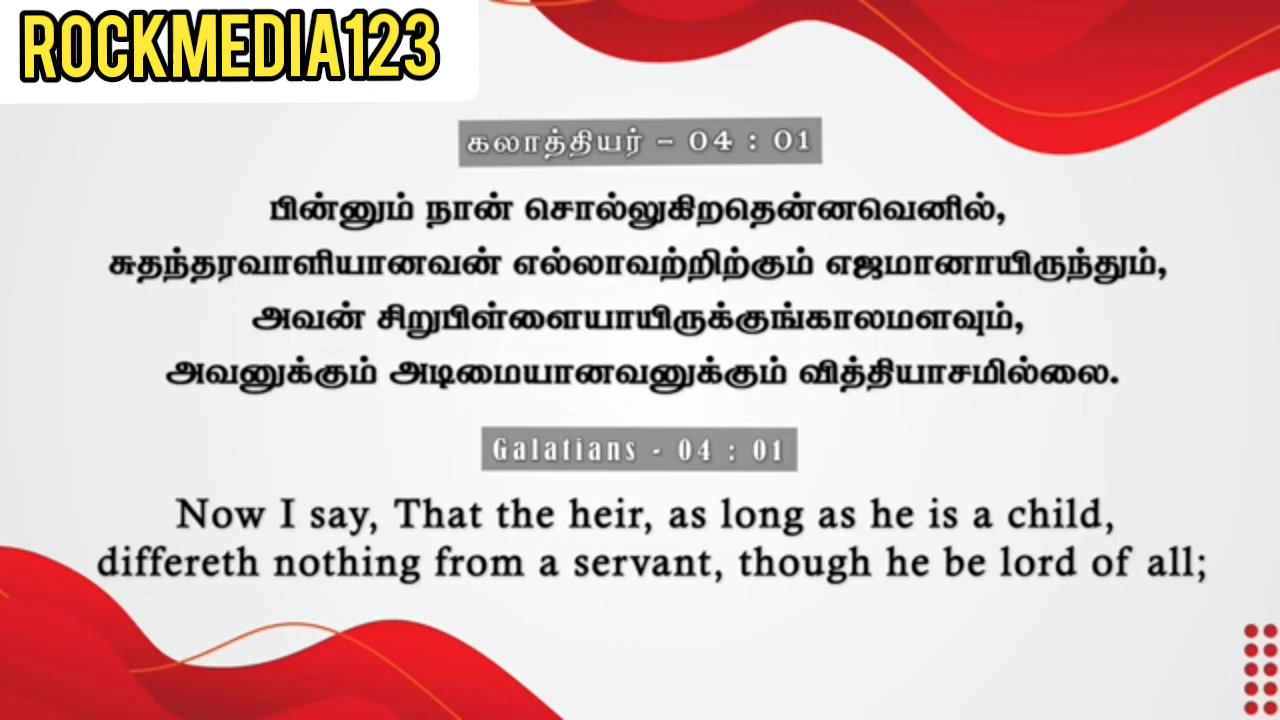 ROCKMEDIA123
கலாத்தியர் - 04 : 01
பின்னும் நான் சொல்லுகிறதென்னவெனில்,
சுதந்தரவாளியானவன் எல்லாவற்றிற்கும் எஜமானாயிருந்தும்,
அவன் சிறுபிள்ளையாயிருக்குங்காலமளவும்,
அவனுக்கும் அடிமையானவனுக்கும் வித்தியாசமில்லை.
Galatians - 04 : 01
Now I say, That the heir, as long as he is a child,
differeth nothing from a servant, though he be lord of all;